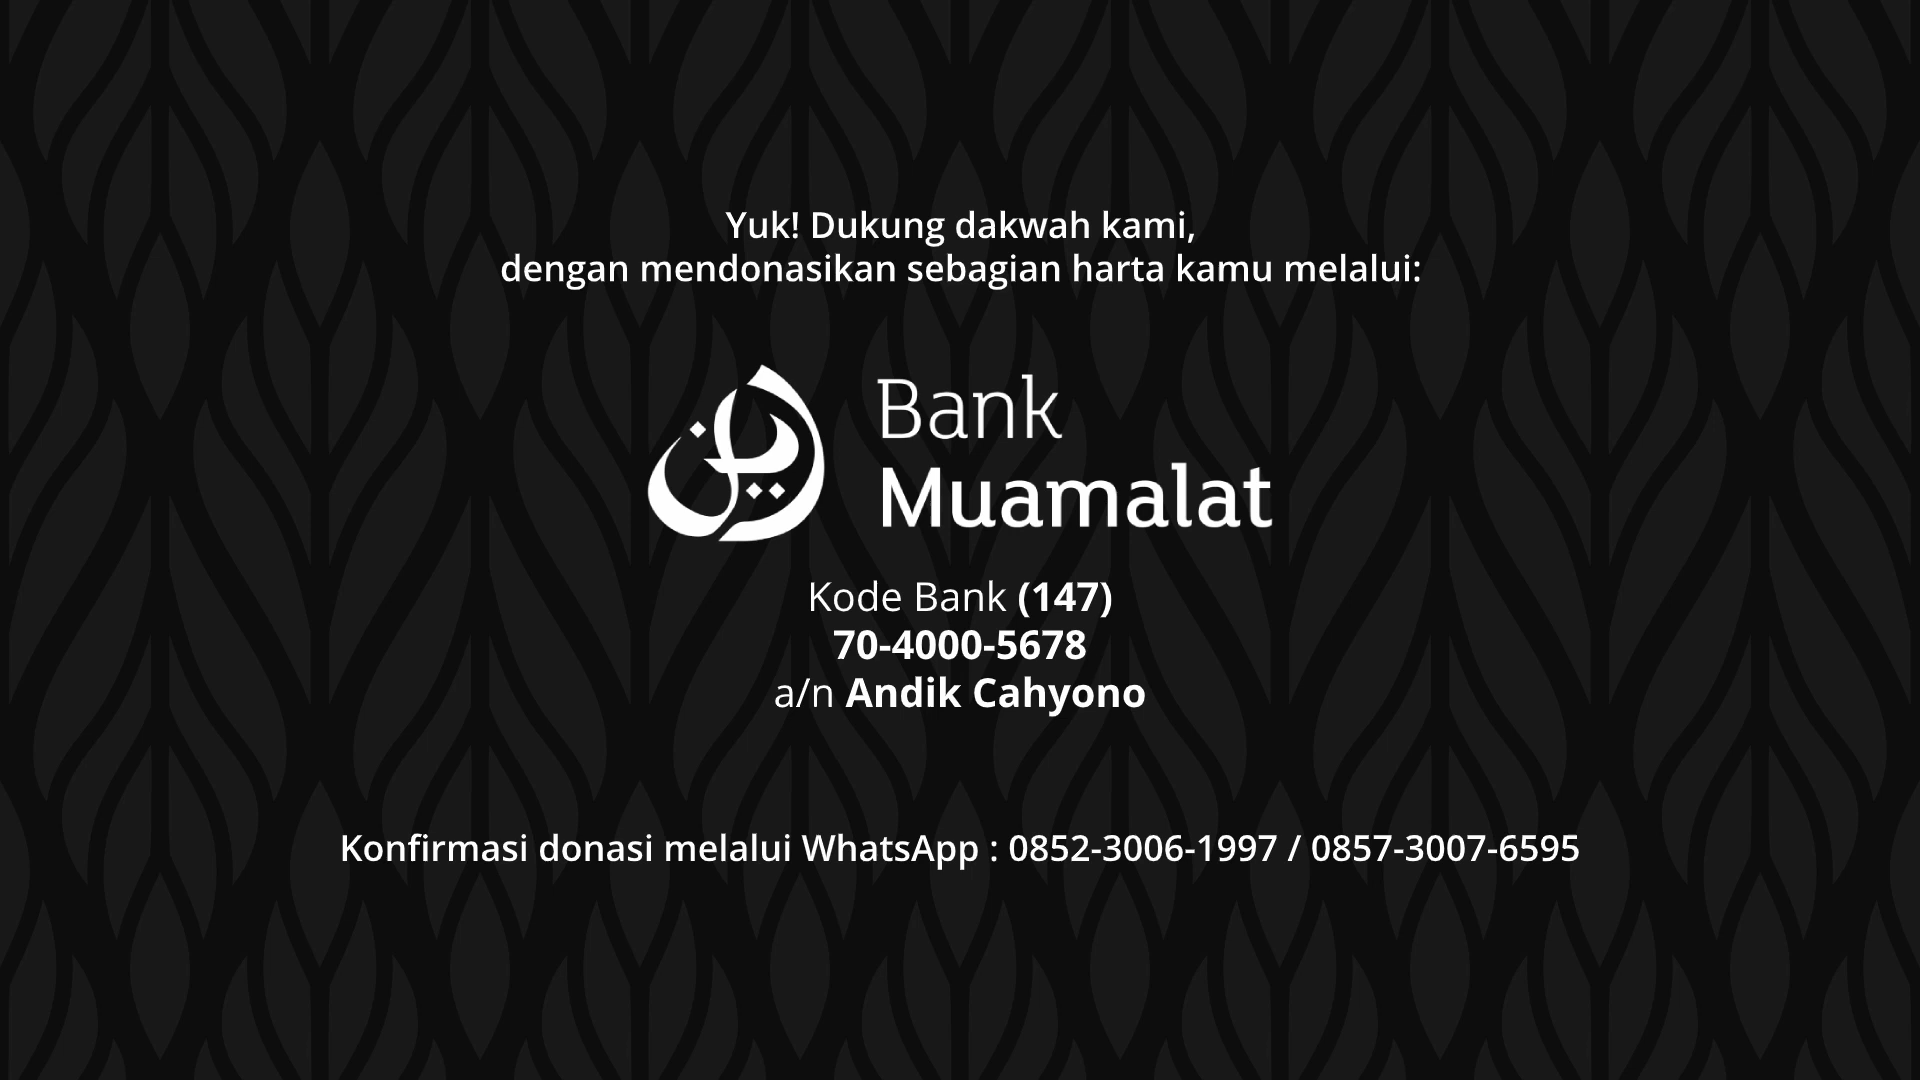 Yuk! Dukung dakwah kami,
dengan mendonasikan sebagian harta kamu melalui:
Bank
Muamalat
Kode Bank (147)
70-4000-5678
a/n Andik Cahyono
Konfirmasi donasi melalui WhatsApp : 0852-3006-1997 / 0857-3007-6595